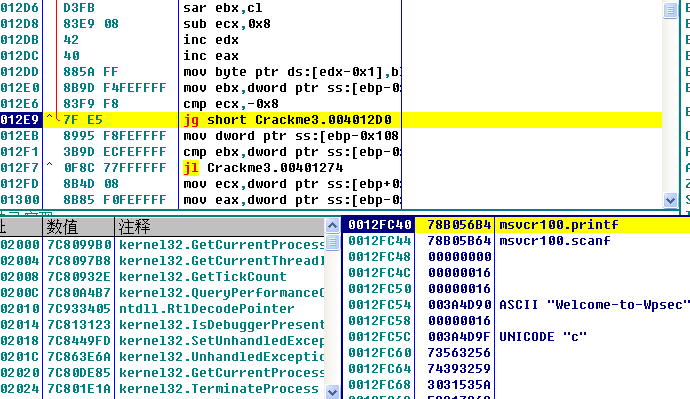 012D6 D3FB sar ebx,cl
012D8 83E9 08 sub ecx,0x8
012DB 42 inc edx
012DC 40 inc eax
012DD 885A FF mov byte ptr ds:[edx-0x1],bl
012E0 8B9D F4FEFFFF mov ebx,dword ptr ss:[ebp-
012E6 83F9 F8 cmp ecx,-0x8
012E9 ^ 7F E5 jg short Crackme3.004012D0
012EB 8995 F8FEFFFF mov dword ptr ss:[ebp-0x108
012F1 3B9D ECFEFFFF cmp ebx,dword ptr ss:[ebp-
012F7 ^ 0F8C 77FFFFFF jl Crackme3.00401274
012FD 8B4D 08 mov ecx,dword ptr ss:[ebp+
01300 8B85 F0FEFFFF mov eax,dword ptr ss:[ebp-
数值 注释
02000 7C8099B0 kernel32.GetCurrentProcess
02004 7C8097B8 kernel32.GetCurrentThreadI
02008 7C80932E kernel32.GetTickCount
0200C 7C80A4B7 kernel32.QueryPerformanceC
02010 7C933405 ntdll.RtlDecodePointer
02014 7C813123 kernel32.IsDebuggerPresent
02018 7C8449FD kernel32.SetUnhandledExcep
0201C 7C863E6A kernel32.UnhandledExceptio
02020 7C80DE85 kernel32.GetCurrentProcess
02024 7C801E1A kernel32.TerminateProcess
0012FC40 78B056B4 msvcr100.printf
0012FC44 78B05B64 msvcr100.scanf
0012FC48 00000000
0012FC4C 00000016
0012FC50 00000000
0012FC54 003A4D90 ASCII "Welcome-to-Wpsec"
0012FC58 00000016
0012FC5C 003A4D9F UNICODE "c"
0012FC60 73563256
0012FC64 74393259
0012FC68 3031535A